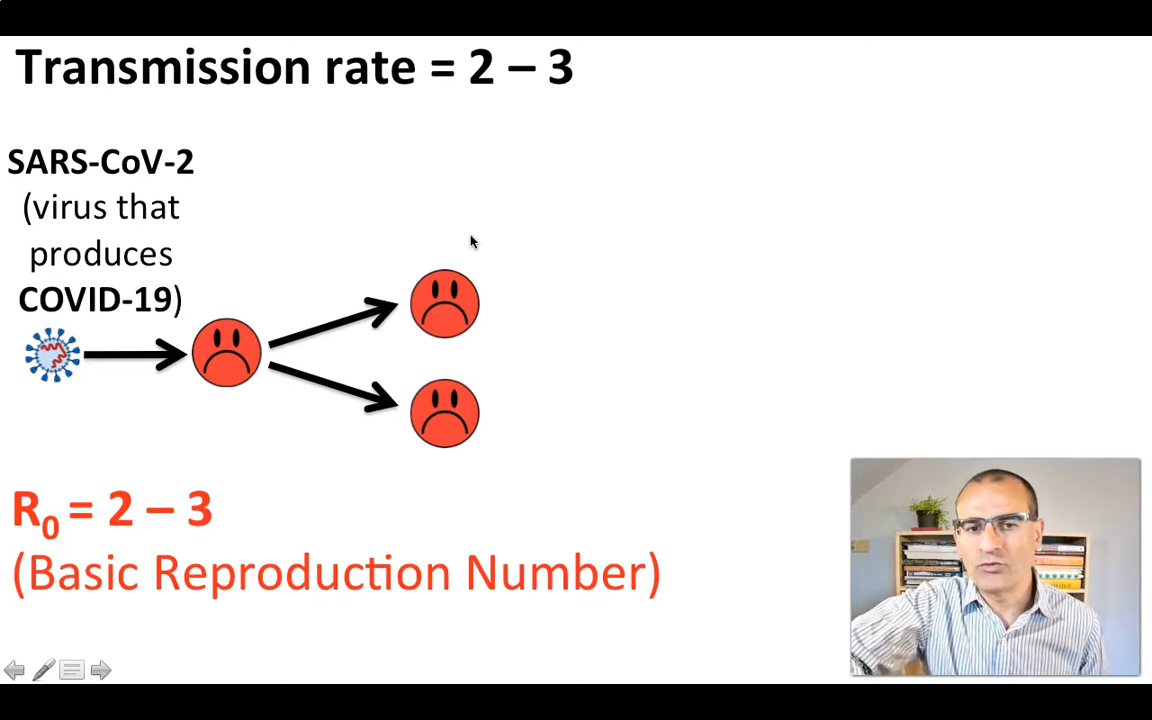 Transmission rate = 2 – 3
SARS-CoV-2
(virus that
produces
COVID-19)
R₀ = 2 – 3
(Basic Reproduction Number)